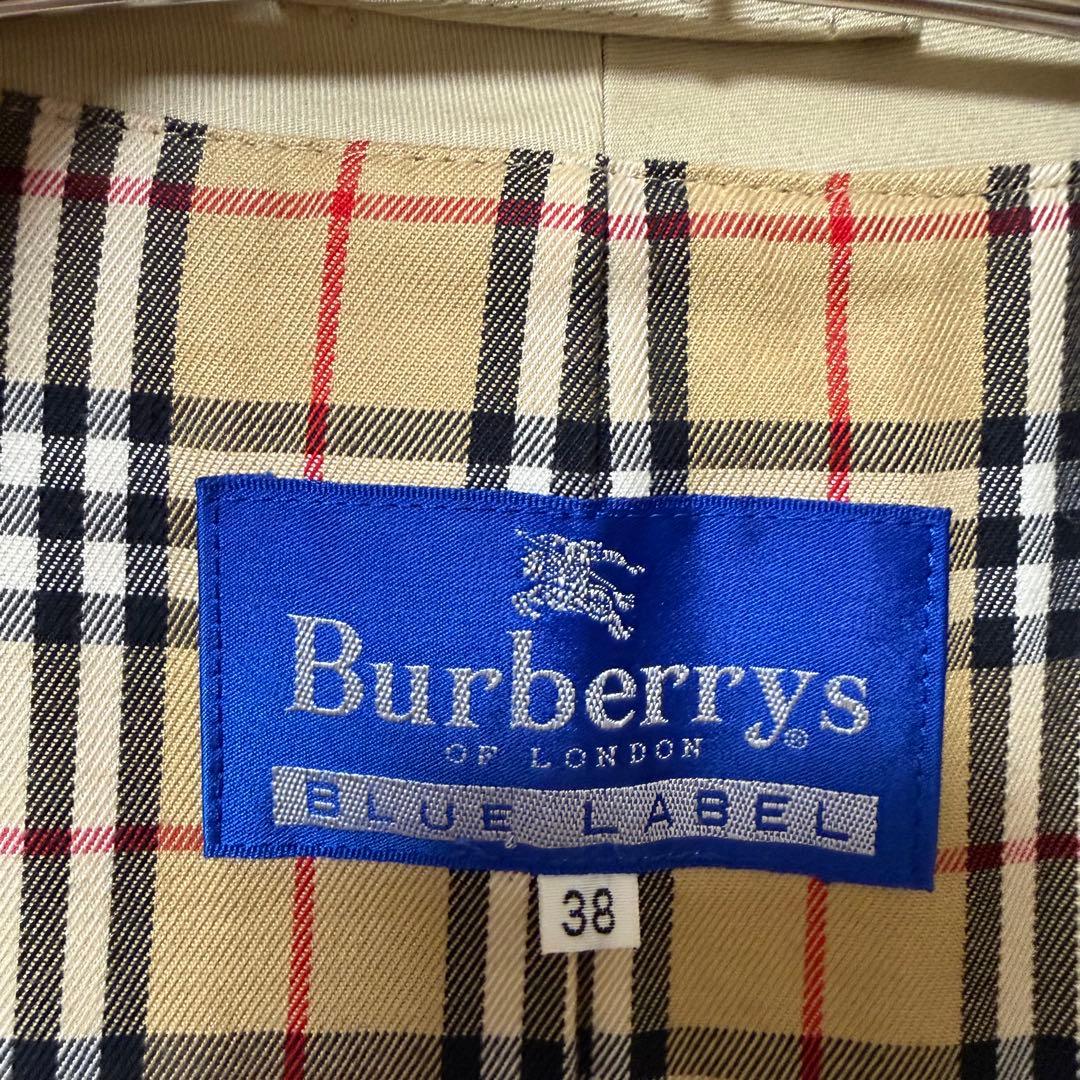 Burberrys®
OF LONDON
BLUE LABEL
38